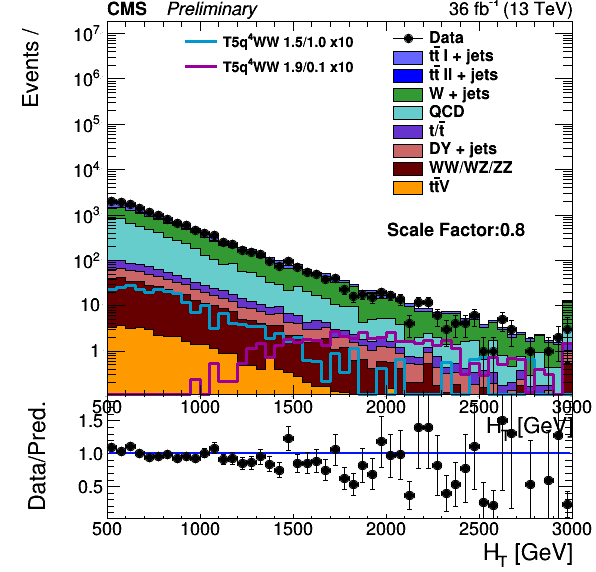 CMS Preliminary 36 fb⁻¹ (13 TeV)
Events /
10⁷
10⁶
10⁵
10⁴
10³
10²
10
1
T5q⁴WW 1.5/1.0 x10
T5q⁴WW 1.9/0.1 x10
Data
tt̄ l + jets
tt̄ ll + jets
W + jets
QCD
t/t̄
DY + jets
WW/WZ/ZZ
tt̄V
Scale Factor:0.8
500 1000 1500 2000 2500 3000
H_T [GeV]
Data/Pred.
1.5
1.0
0.5
500 1000 1500 2000 2500 3000
H_T [GeV]